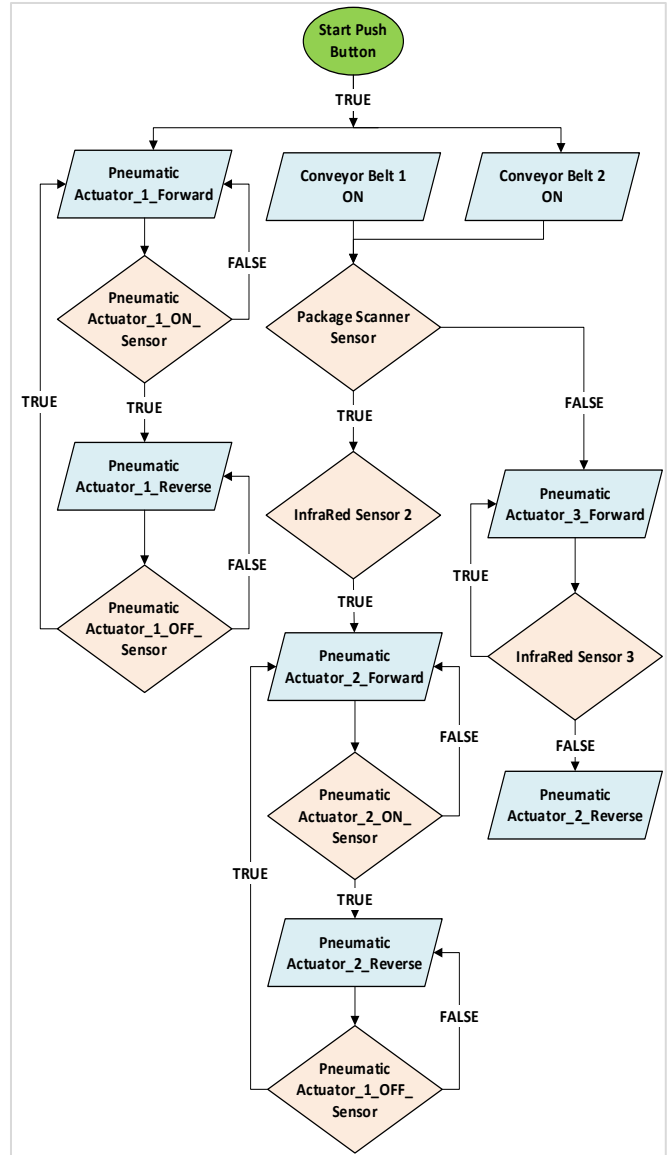 Start Push
Button
TRUE
Pneumatic
Actuator_1_Forward
Conveyor Belt 1
ON
Conveyor Belt 2
ON
FALSE
Pneumatic
Actuator_1_ON_
Sensor
Package Scanner
Sensor
TRUE
TRUE
TRUE
FALSE
Pneumatic
Actuator_1_Reverse
InfraRed Sensor 2
Pneumatic
Actuator_3_Forward
FALSE
TRUE
Pneumatic
Actuator_1_OFF_
Sensor
TRUE
InfraRed Sensor 3
Pneumatic
Actuator_2_Forward
FALSE
FALSE
Pneumatic
Actuator_2_ON_
Sensor
Pneumatic
Actuator_2_Reverse
TRUE
TRUE
Pneumatic
Actuator_2_Reverse
FALSE
Pneumatic
Actuator_1_OFF_
Sensor